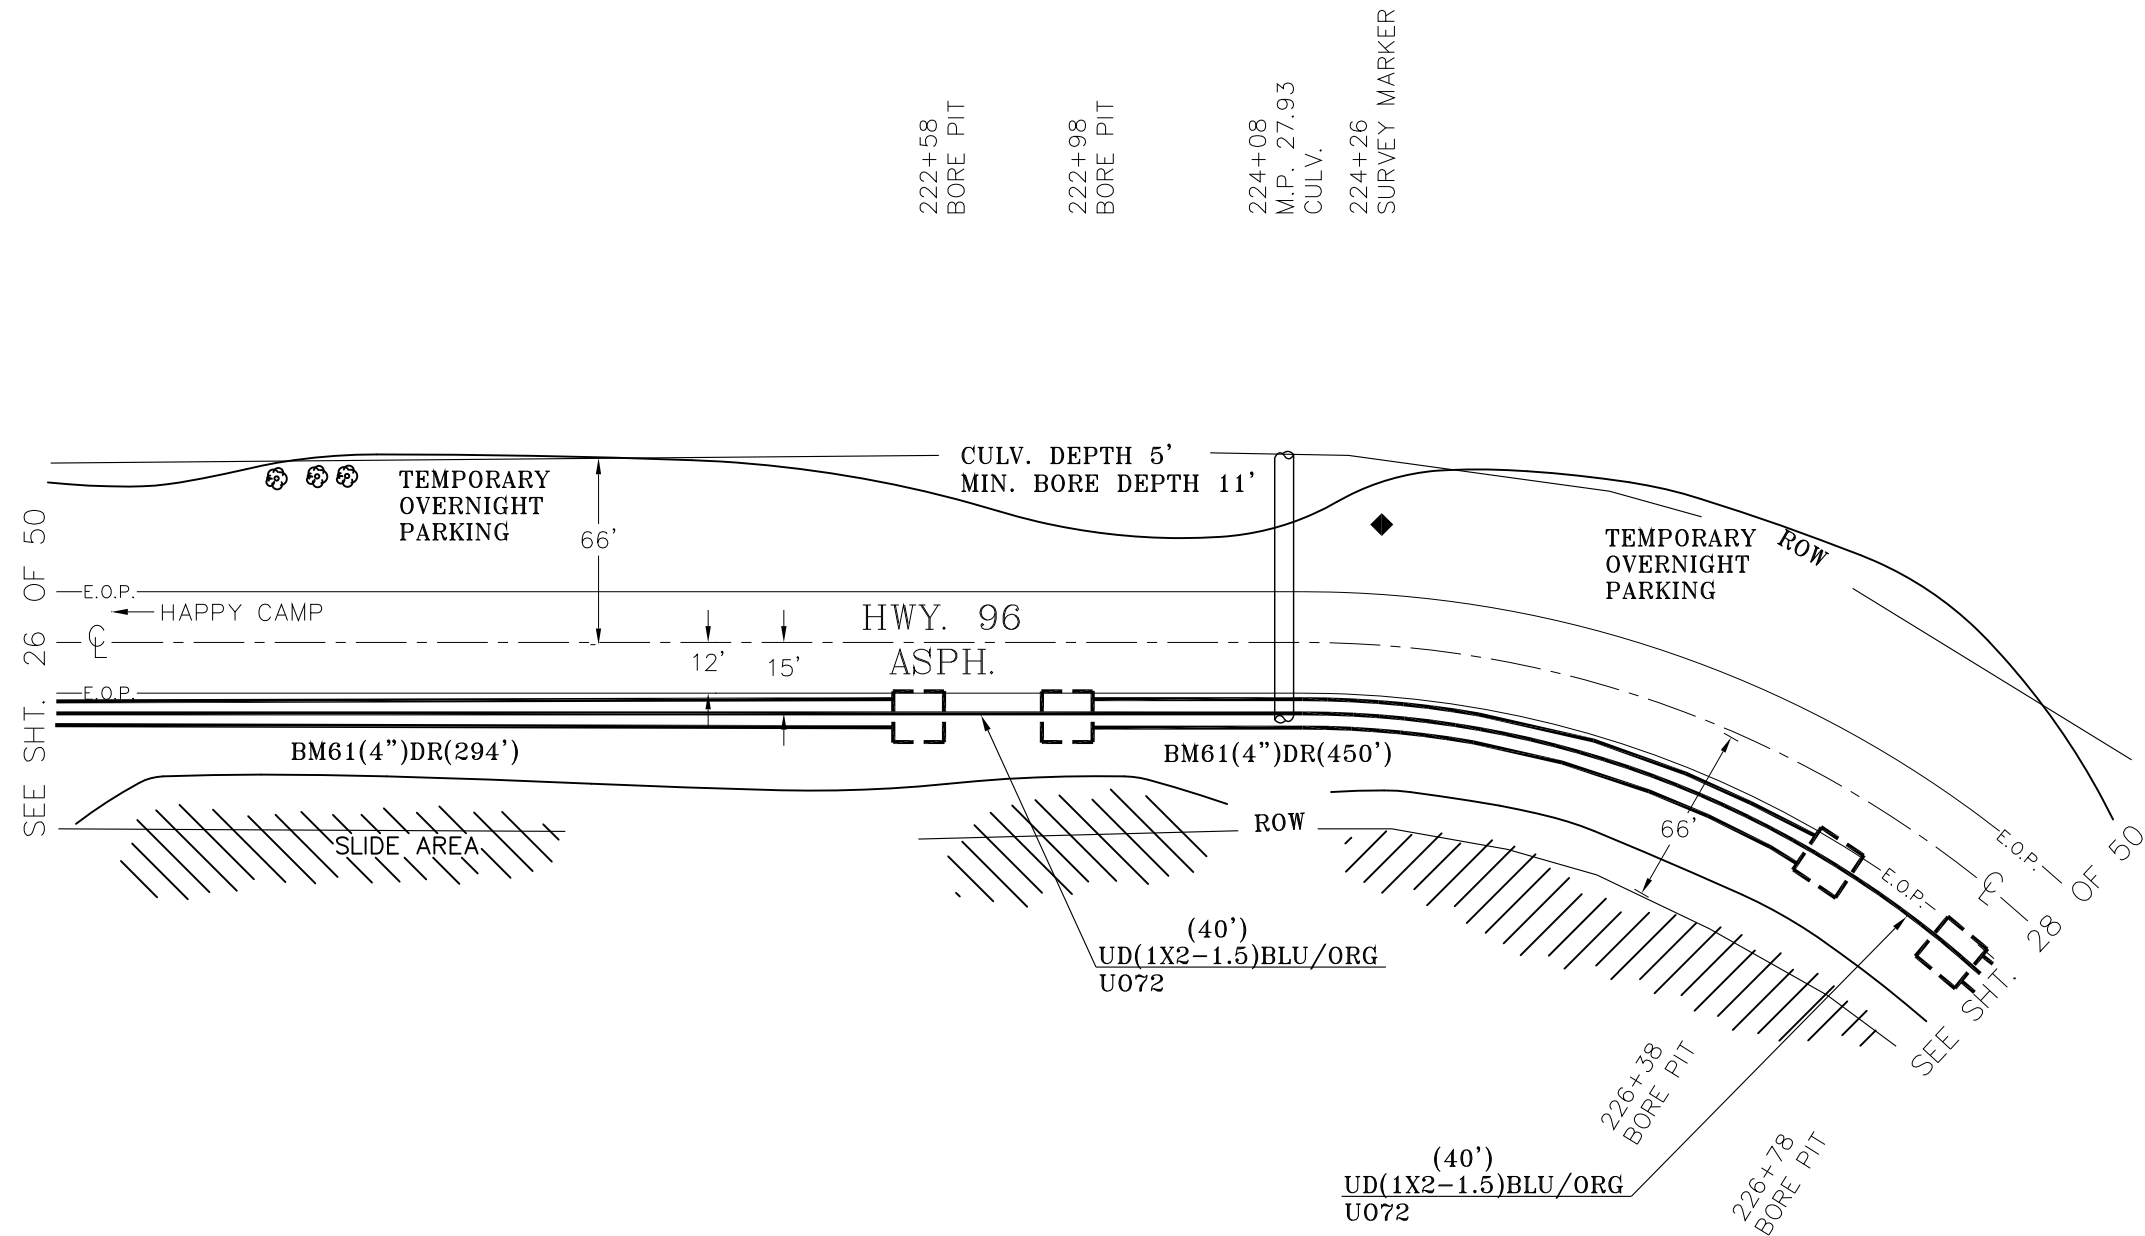 222+58
BORE PIT
222+98
BORE PIT
224+08
M.P. 27.93
CULV.
224+26
SURVEY MARKER
CULV. DEPTH 5'
MIN. BORE DEPTH 11'
TEMPORARY
OVERNIGHT
PARKING
66'
TEMPORARY
OVERNIGHT
PARKING
ROW
SEE SHT. 26 OF 50
E.O.P.
HAPPY CAMP
HWY. 96
CL
12'
15'
ASPH.
E.O.P.
BM61(4")DR(294')
BM61(4")DR(450')
SLIDE AREA
ROW
66'
E.O.P.
E.O.P.
CL
SEE SHT. 28 OF 50
(40')
UD(1X2-1.5)BLU/ORG
UO72
226+38
BORE PIT
226+78
BORE PIT
(40')
UD(1X2-1.5)BLU/ORG
UO72